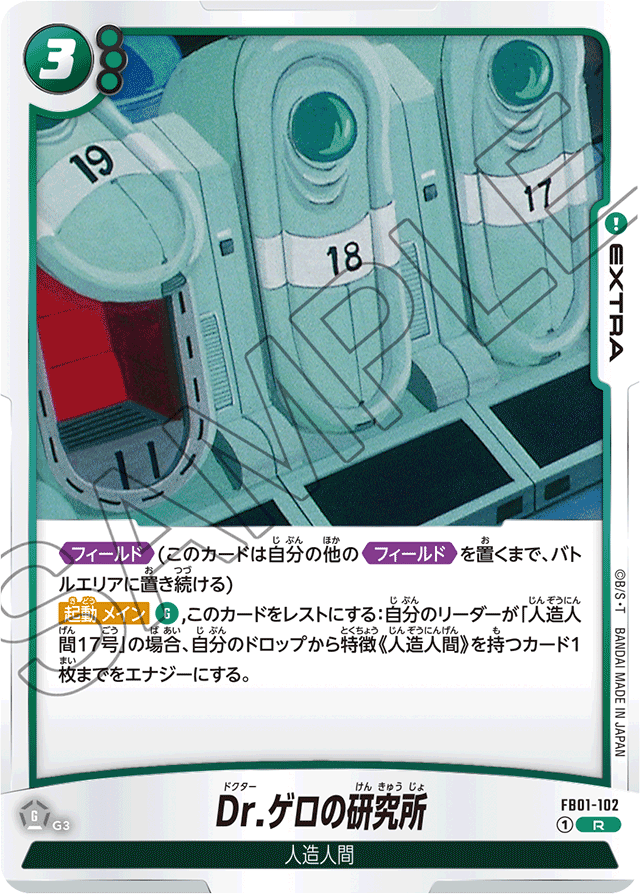 3
19
18
17
EXTRA
SAMPLE
フィールド (このカードは自分の他の フィールド を置くまで、バト
ルエリアに置き続ける)
起動メイン G ,このカードをレストにする:自分のリーダーが「人造人
間17号」の場合、自分のドロップから特徴《人造人間》を持つカード1
枚までをエナジーにする。
©B/S・T BANDAI MADE IN JAPAN
G G3
ドクター けんきゅうじょ
Dr.ゲロの研究所
FB01-102
1 R
人造人間